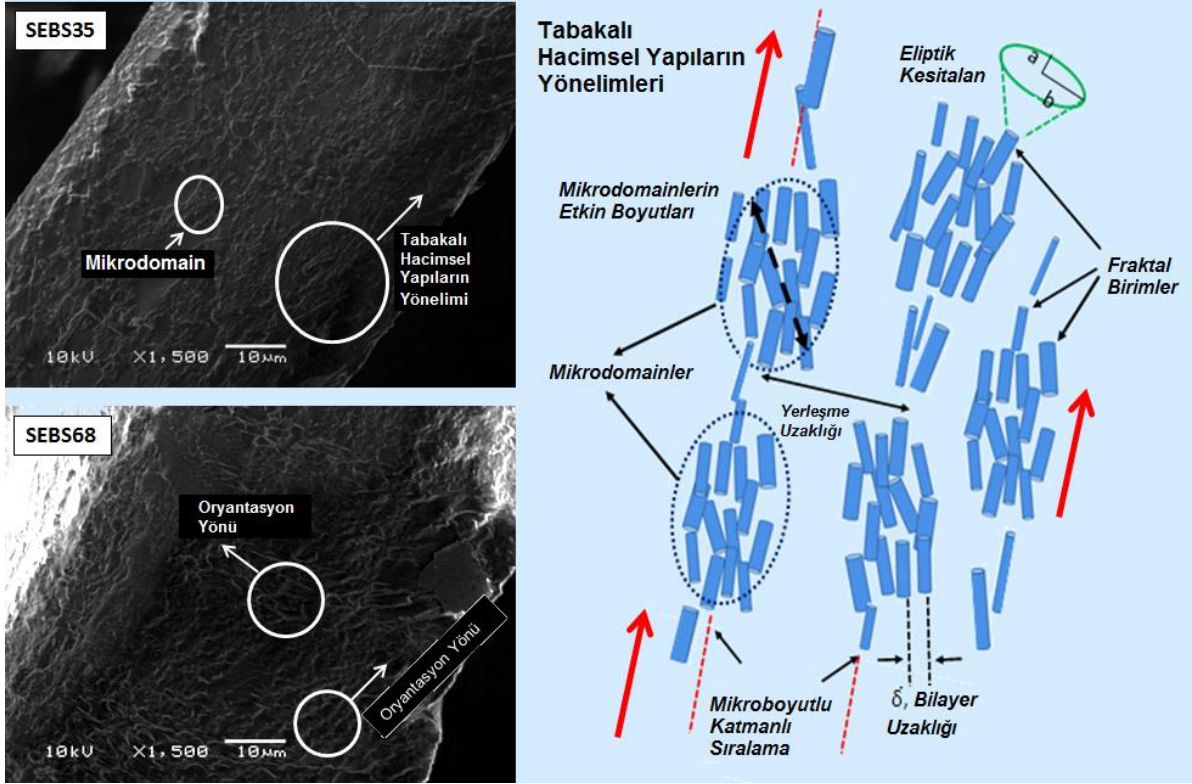 SEBS35
Mikrodomain
Tabakalı
Hacimsel
Yapıların
Yönelimi
10kV X1,500 10µm
SEBS68
Oryantasyon
Yönü
Oryantasyon Yönü
10kV X1,500 10µm
Tabakalı
Hacimsel Yapıların
Yönelimleri
Eliptik
Kesitalan
a
b
Mikrodomainlerin
Etkin Boyutları
Fraktal
Birimler
Mikrodomainler
Yerleşme
Uzaklığı
Mikroboyutlu
Katmanlı
Sıralama
δ, Bilayer
Uzaklığı